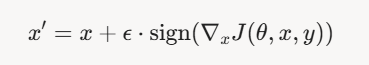 x′ = x + ϵ · sign(∇ₓJ(θ, x, y))